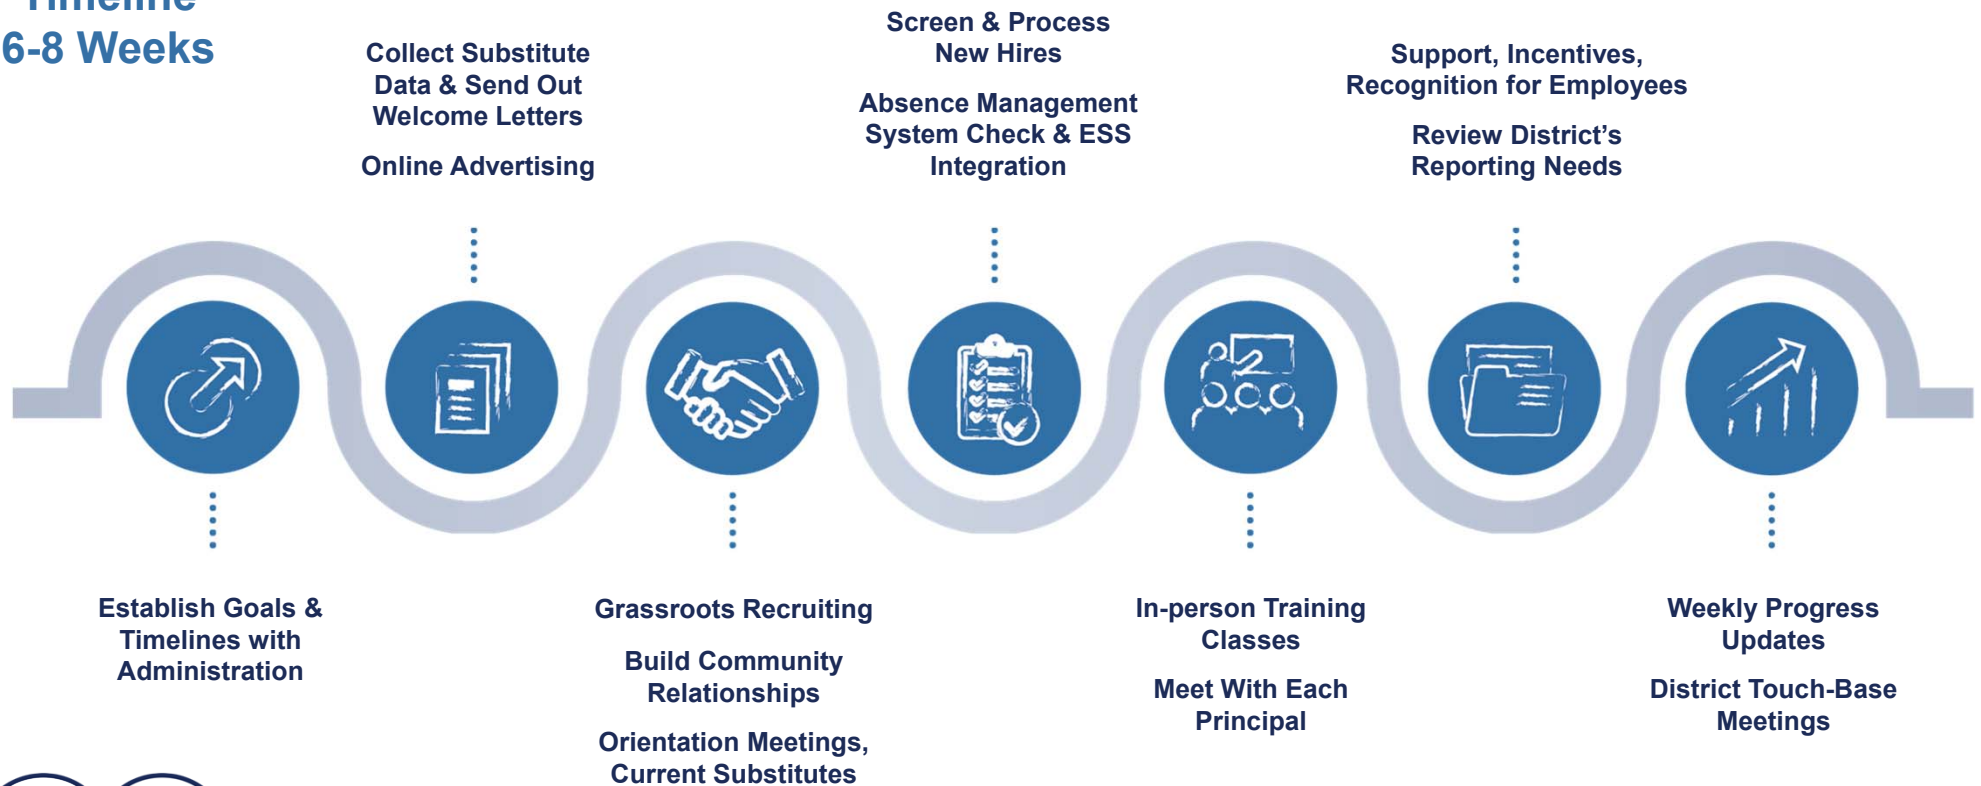 Timeline
6-8 Weeks
Collect Substitute
Data & Send Out
Welcome Letters
Online Advertising
Screen & Process
New Hires
Absence Management
System Check & ESS
Integration
Support, Incentives,
Recognition for Employees
Review District’s
Reporting Needs
Establish Goals &
Timelines with
Administration
Grassroots Recruiting
Build Community
Relationships
Orientation Meetings,
Current Substitutes
In-person Training
Classes
Meet With Each
Principal
Weekly Progress
Updates
District Touch-Base
Meetings